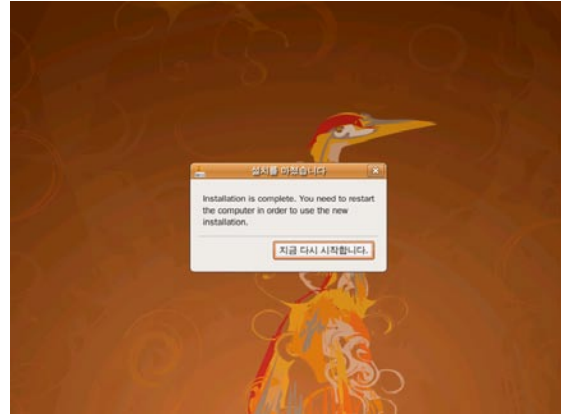 설치를 마쳤습니다
Installation is complete. You need to restart
the computer in order to use the new
installation.
지금 다시 시작합니다.